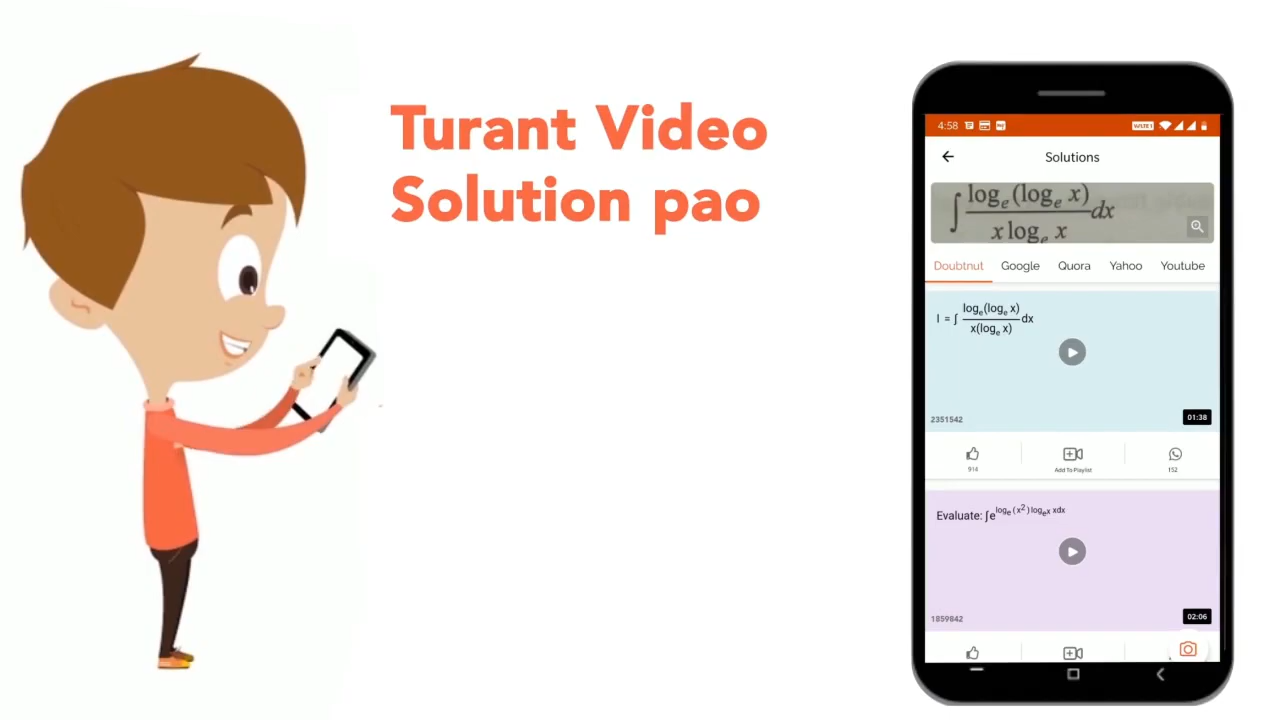 Turant Video
Solution pao
4:58
VoLTE1
Solutions
∫ logₑ(logₑ x) / x logₑ x dx
Doubtnut Google Quora Yahoo Youtube
I = ∫ logₑ(logₑ x) / x(logₑ x) dx
2351542 01:38
914 Add To Playlist 152
Evaluate: ∫e^logₑ(x²)logₑx xdx
1859842 02:06